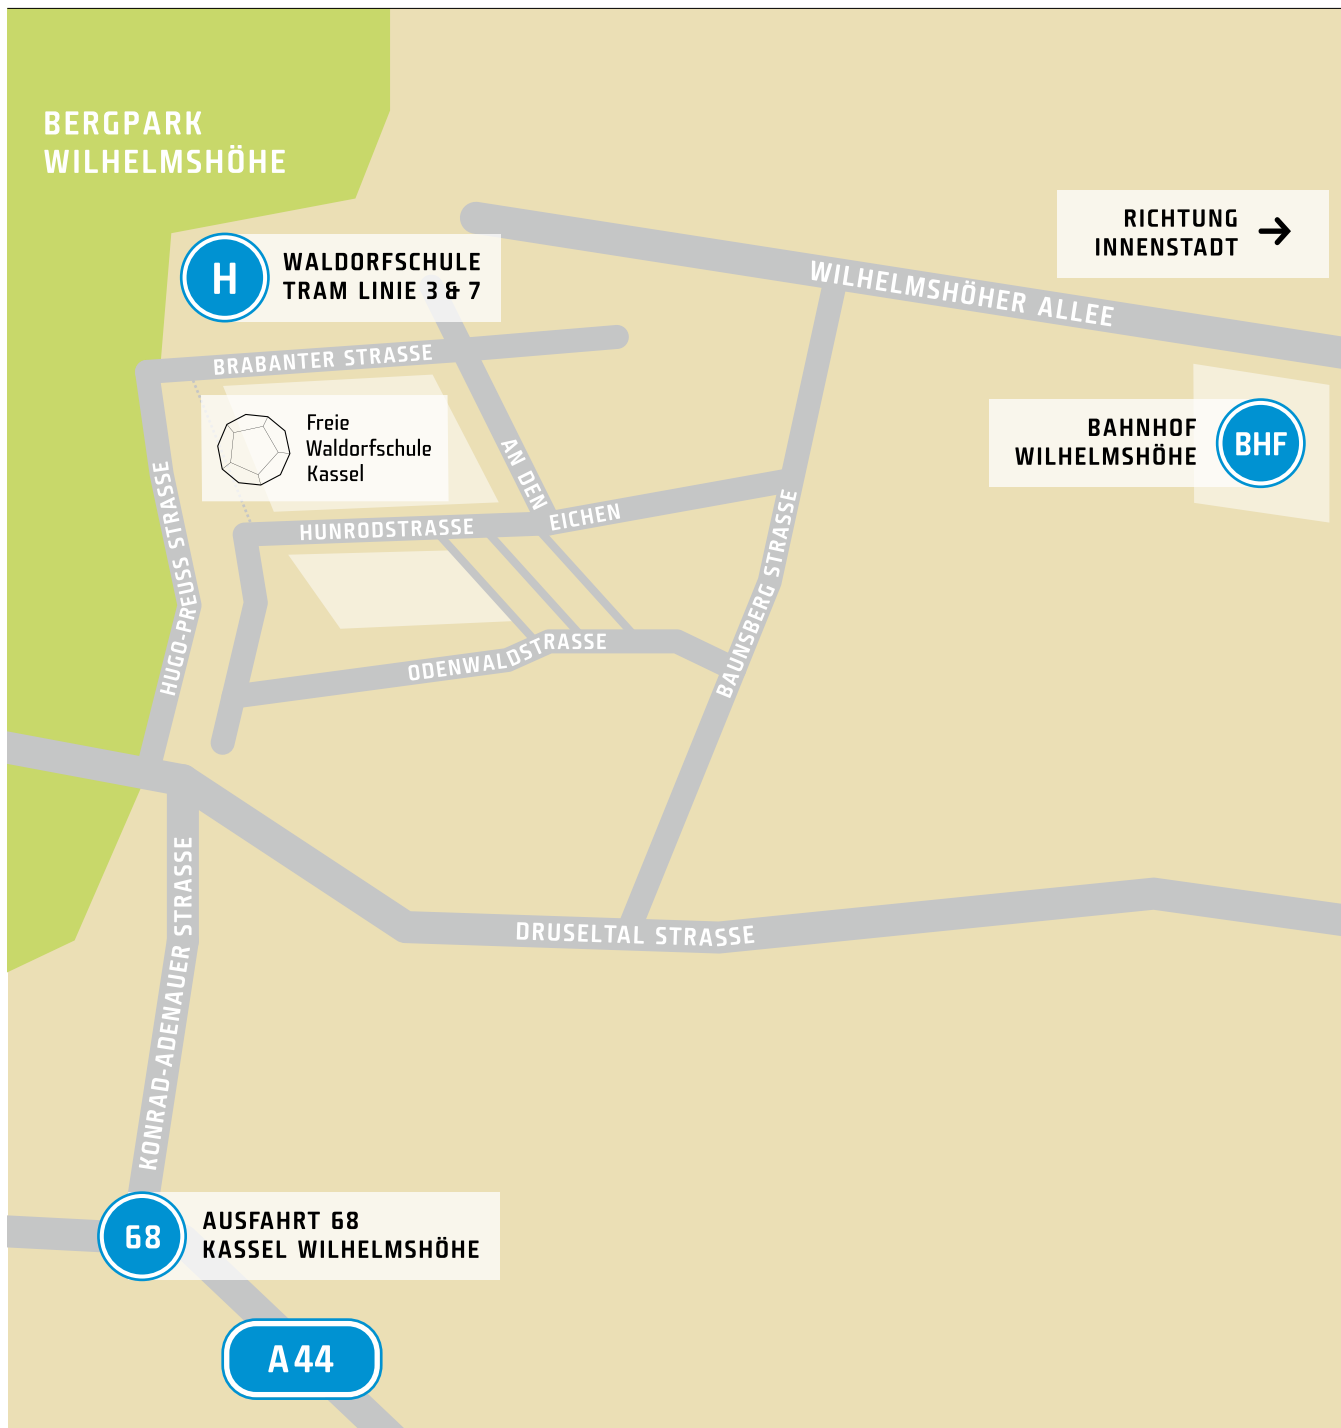 BERGPARK
WILHELMSHÖHE
RICHTUNG
INNENSTADT
H
WALDORFSCHULE
TRAM LINIE 3 & 7
WILHELMSHÖHER ALLEE
BRABANTER STRASSE
Freie
Waldorfschule
Kassel
BAHNHOF
WILHELMSHÖHE
BHF
AN DEN
EICHEN
HUNRODSTRASSE
HUGO-PREUSS STRASSE
BAUNSBERG STRASSE
ODENWALDSTRASSE
DRUSELTAL STRASSE
KONRAD-ADENAUER STRASSE
68
AUSFAHRT 68
KASSEL WILHELMSHÖHE
A 44